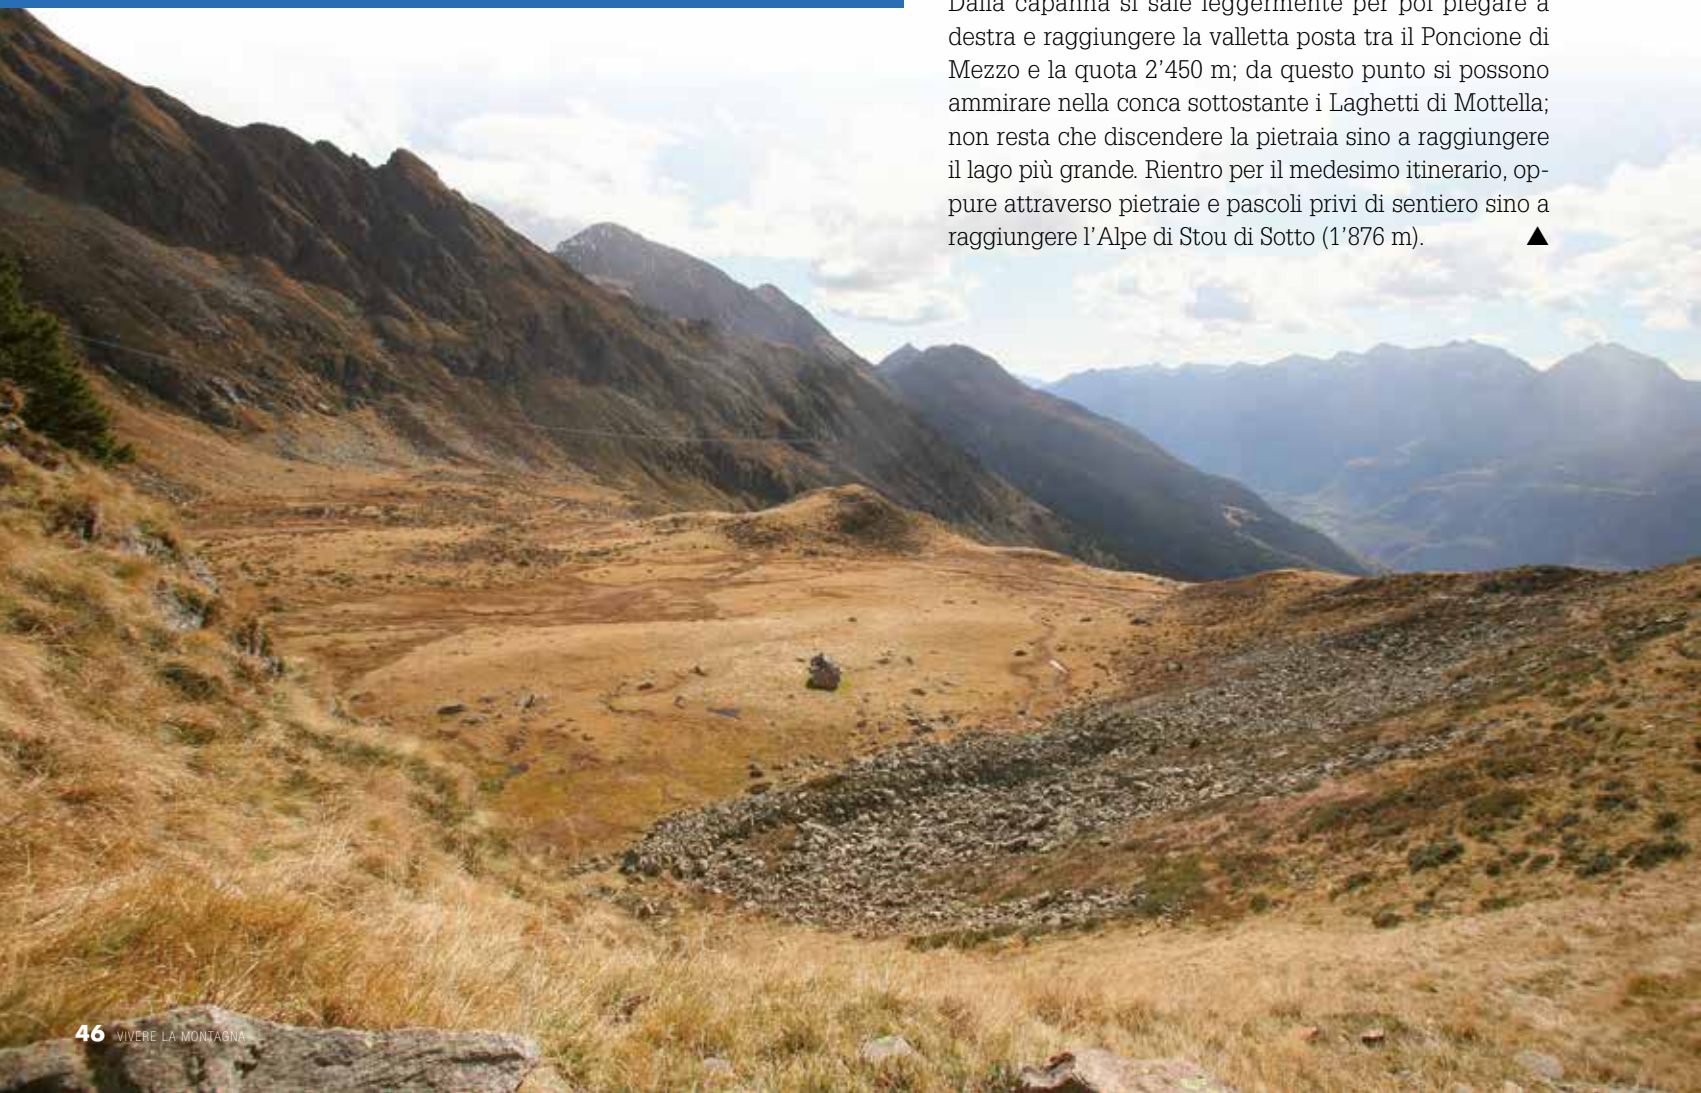 Dalla capanna si sale leggermente per poi piegare a
destra e raggiungere la valletta posta tra il Poncione di
Mezzo e la quota 2’450 m; da questo punto si possono
ammirare nella conca sottostante i Laghetti di Mottella;
non resta che discendere la pietraia sino a raggiungere
il lago più grande. Rientro per il medesimo itinerario, op-
pure attraverso pietraie e pascoli privi di sentiero sino a
raggiungere l’Alpe di Stou di Sotto (1’876 m). ▲
46 VIVERE LA MONTAGNA